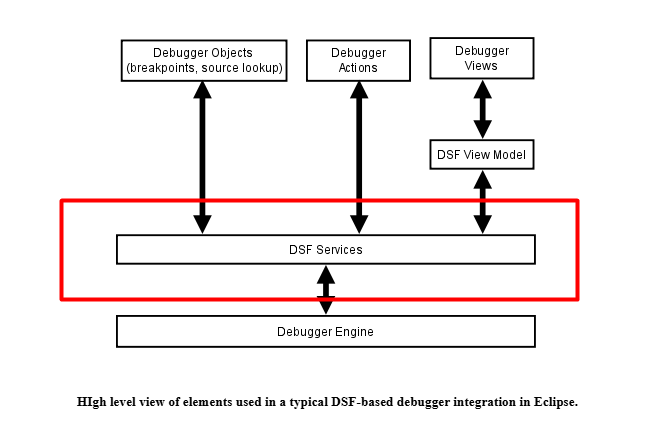 Debugger Objects
(breakpoints, source lookup)
Debugger
Actions
Debugger
Views
DSF View Model
DSF Services
Debugger Engine
HIgh level view of elements used in a typical DSF-based debugger integration in Eclipse.